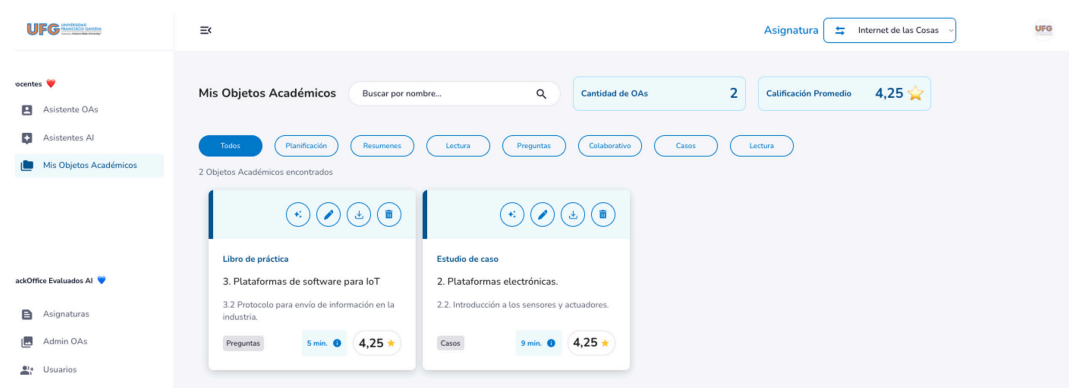 UFG UNIVERSIDAD FRANCISCO GAVIDIA
Asignatura
Internet de las Cosas
UFG
ocentes
Asistente OAs
Asistentes AI
Mis Objetos Académicos
ackOffice Evaluados AI
Asignaturas
Admin OAs
Usuarios
Mis Objetos Académicos
Buscar por nombre...
Cantidad de OAs 2
Calificación Promedio 4,25
Todos Planificación Resumenes Lectura Preguntas Colaborativo Casos Lectura
2 Objetos Académicos encontrados
Libro de práctica
3. Plataformas de software para IoT
3.2 Protocolo para envío de información en la
industria.
Preguntas 5 min. 4,25
Estudio de caso
2. Plataformas electrónicas.
2.2. Introducción a los sensores y actuadores.
Casos 9 min. 4,25